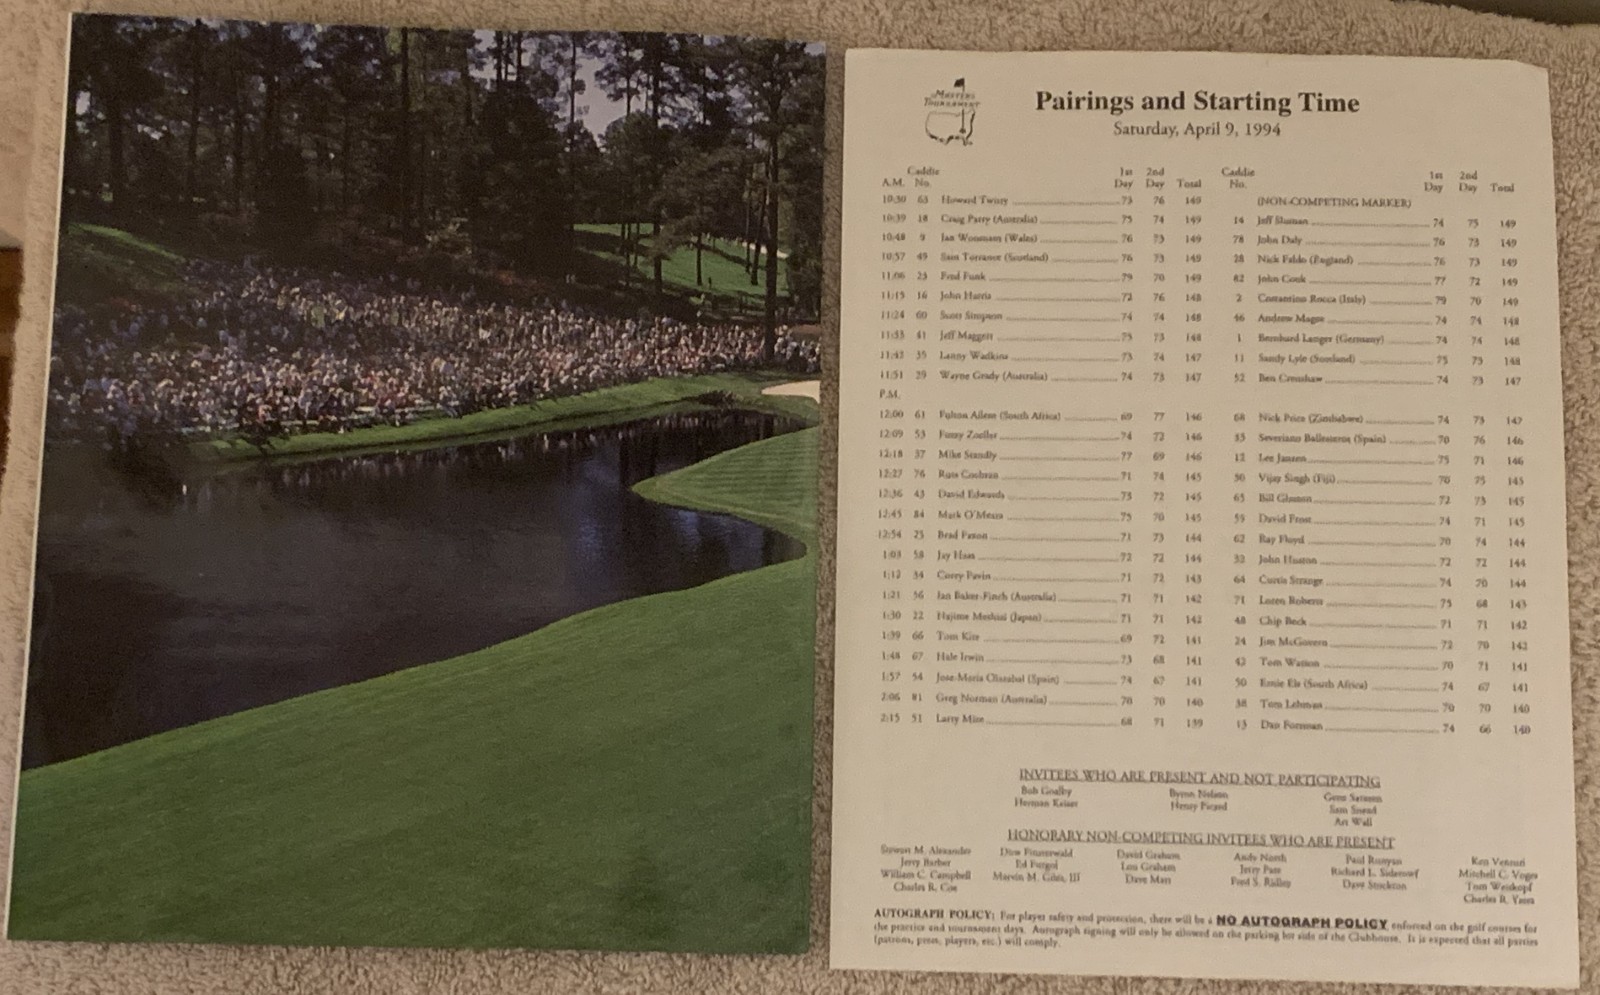 Masters
Tournament
Pairings and Starting Time
Saturday, April 9, 1994
A.M. Caddie No. 1st Day 2nd Day Total Caddie No. 1st Day 2nd Day Total
10:30 63 Howard Twitty 73 76 149 (NON-COMPETING MARKER)
10:39 18 Craig Parry (Australia) 75 74 149 14 Jeff Sluman 74 75 149
10:48 9 Ian Woosnam (Wales) 76 73 149 78 John Daly 76 73 149
10:57 49 Sam Torrance (Scotland) 76 73 149 28 Nick Faldo (England) 76 73 149
11:06 23 Fred Funk 79 70 149 82 John Cook 77 72 149
11:15 16 John Harris 72 76 148 2 Costantino Rocca (Italy) 79 70 149
11:24 60 Scott Simpson 74 74 148 46 Andrew Magee 74 74 148
11:33 41 Jeff Maggert 75 73 148 1 Bernhard Langer (Germany) 74 74 148
11:42 35 Lanny Wadkins 73 74 147 11 Sandy Lyle (Scotland) 75 73 148
11:51 29 Wayne Grady (Australia) 74 73 147 52 Ben Crenshaw 74 73 147
P.M.
12:00 61 Fulton Allem (South Africa) 69 77 146 68 Nick Price (Zimbabwe) 74 73 147
12:09 53 Fuzzy Zoeller 74 72 146 33 Severiano Ballesteros (Spain) 70 76 146
12:18 37 Mike Standly 77 69 146 12 Lee Janzen 75 71 146
12:27 76 Russ Cochran 71 74 145 Vijay Singh (Fiji) 70 75 145
12:36 43 David Edwards 73 72 145 65 Bill Glasson 72 73 145
12:45 84 Mark O'Meara 75 70 145 59 David Frost 74 71 145
12:54 25 Brad Faxon 71 73 144 62 Ray Floyd 70 74 144
1:03 58 Jay Haas 72 72 144 32 John Huston 72 72 144
1:12 34 Corey Pavin 71 72 143 64 Curtis Strange 74 70 144
1:21 56 Ian Baker-Finch (Australia) 71 71 142 71 Loren Roberts 75 68 143
1:30 22 Hajime Meshiai (Japan) 71 71 142 48 Chip Beck 71 71 142
1:39 66 Tom Kite 69 72 141 24 Jim McGovern 72 70 142
1:48 67 Hale Irwin 73 68 141 42 Tom Watson 70 71 141
1:57 54 Jose-Maria Olazabal (Spain) 74 67 141 50 Ernie Els (South Africa) 74 67 141
2:06 81 Greg Norman (Australia) 70 70 140 38 Tom Lehman 70 70 140
2:15 51 Larry Mize 68 71 139 13 Dan Forsman 74 66 140
INVITEES WHO ARE PRESENT AND NOT PARTICIPATING
Bob Goalby Byron Nelson Gene Sarazen
Herman Keiser Henry Picard Sam Snead
Art Wall
HONORARY NON-COMPETING INVITEES WHO ARE PRESENT
Stewart M. Alexander Dow Finsterwald David Graham Andy North Paul Runyan Ken Venturi
Jerry Barber Ed Furgol Lou Graham Jerry Pate Richard L. Siderowf Mitchell C. Voges
William C. Campbell Marvin M. Giles, III Dave Marr Fred S. Ridley Dave Stockton Tom Weiskopf
Charles R. Coe Charles R. Yates
AUTOGRAPH POLICY: For player safety and protection, there will be a NO AUTOGRAPH POLICY enforced on the golf courses for
the practice and tournament days. Autograph signing will only be allowed on the parking lot side of the Clubhouse. It is expected that all parties
(patrons, press, players, etc.) will comply.